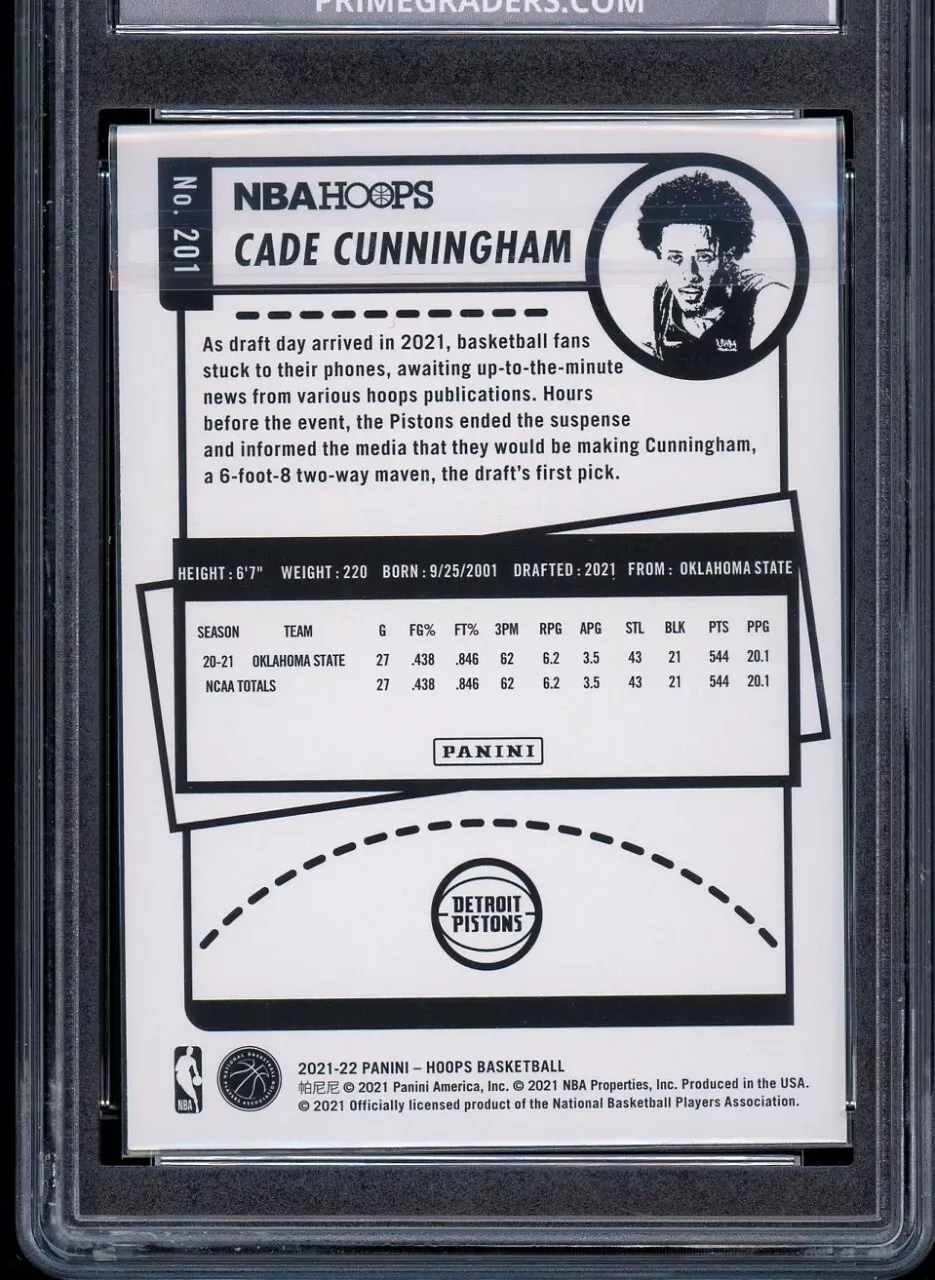 PRIMEGRADERS.COM
No. 201
NBA HOOPS
CADE CUNNINGHAM
As draft day arrived in 2021, basketball fans
stuck to their phones, awaiting up-to-the-minute
news from various hoops publications. Hours
before the event, the Pistons ended the suspense
and informed the media that they would be making Cunningham,
a 6-foot-8 two-way maven, the draft's first pick.
HEIGHT: 6'7" WEIGHT: 220 BORN: 9/25/2001 DRAFTED: 2021 FROM: OKLAHOMA STATE
SEASON TEAM G FG% FT% 3PM RPG APG STL BLK PTS PPG
20-21 OKLAHOMA STATE 27 .438 .846 62 6.2 3.5 43 21 544 20.1
NCAA TOTALS 27 .438 .846 62 6.2 3.5 43 21 544 20.1
PANINI
DETROIT
PISTONS
2021-22 PANINI – HOOPS BASKETBALL
帕尼尼 © 2021 Panini America, Inc. © 2021 NBA Properties, Inc. Produced in the USA.
© 2021 Officially licensed product of the National Basketball Players Association.
NBA
NATIONAL BASKETBALL PLAYERS ASSOCIATION